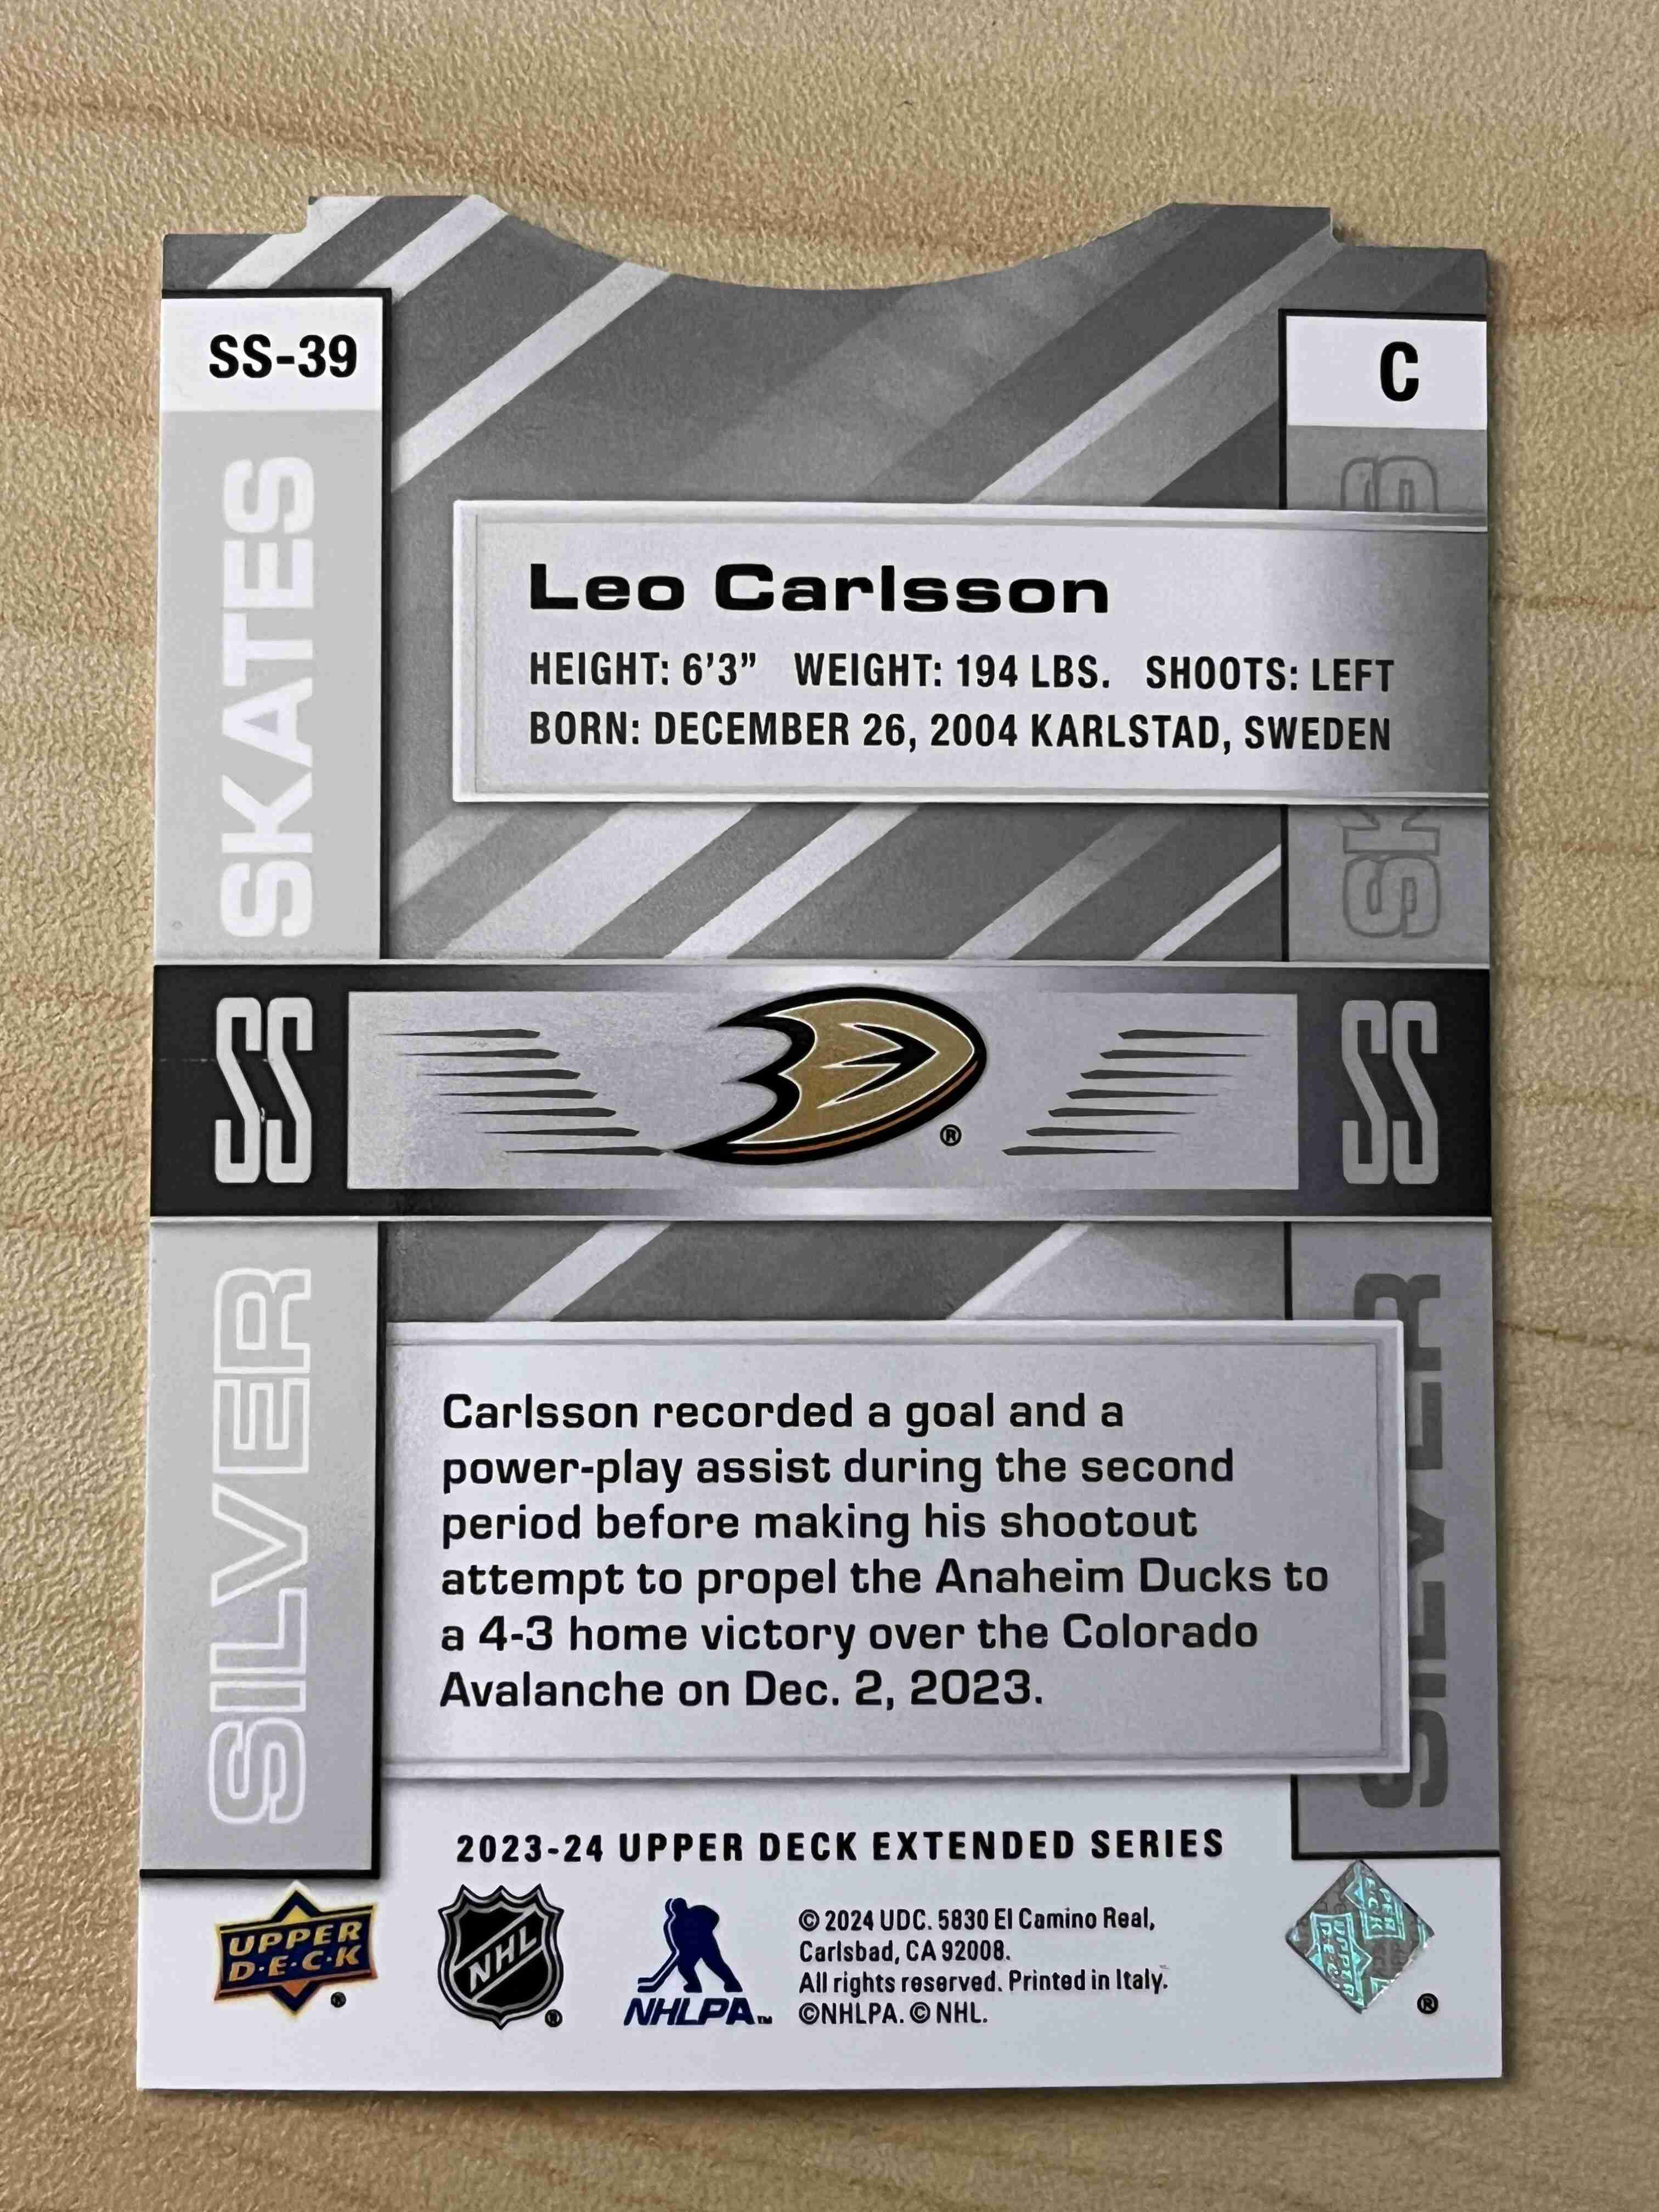 SS-39
C
SKATES
Leo Carlsson
HEIGHT: 6'3” WEIGHT: 194 LBS. SHOOTS: LEFT
BORN: DECEMBER 26, 2004 KARLSTAD, SWEDEN
SS
®
SS
SILVER
SILVER
Carlsson recorded a goal and a
power-play assist during the second
period before making his shootout
attempt to propel the Anaheim Ducks to
a 4-3 home victory over the Colorado
Avalanche on Dec. 2, 2023.
2023-24 UPPER DECK EXTENDED SERIES
UPPER
D·E·C·K
®
NHL
®
NHLPA™
© 2024 UDC. 5830 El Camino Real,
Carlsbad, CA 92008.
All rights reserved. Printed in Italy.
©NHLPA. © NHL.
®